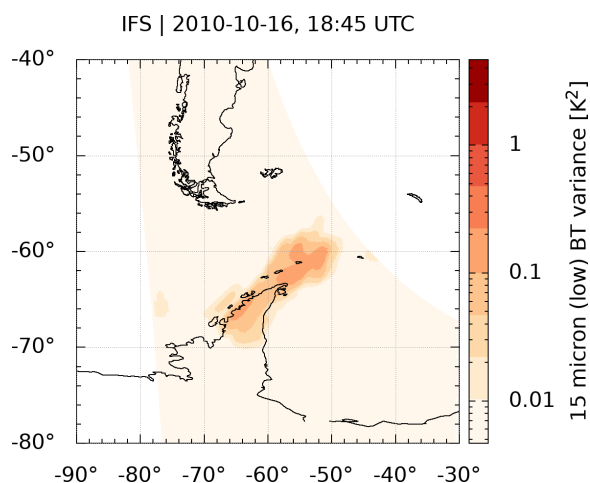 IFS | 2010-10-16, 18:45 UTC
-40°
-50°
-60°
-70°
-80°
-90° -80° -70° -60° -50° -40° -30°
1
0.1
0.01
15 micron (low) BT variance [K²]